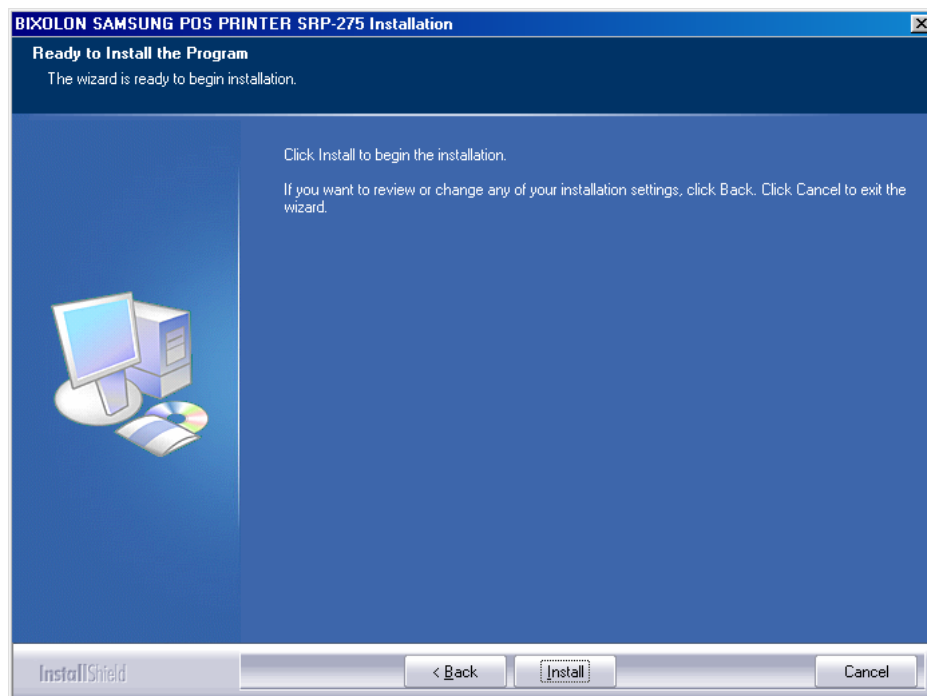 BIXOLON SAMSUNG POS PRINTER SRP-275 Installation
Ready to Install the Program
The wizard is ready to begin installation.
Click Install to begin the installation.
If you want to review or change any of your installation settings, click Back. Click Cancel to exit the
wizard.
InstallShield
< Back
Install
Cancel